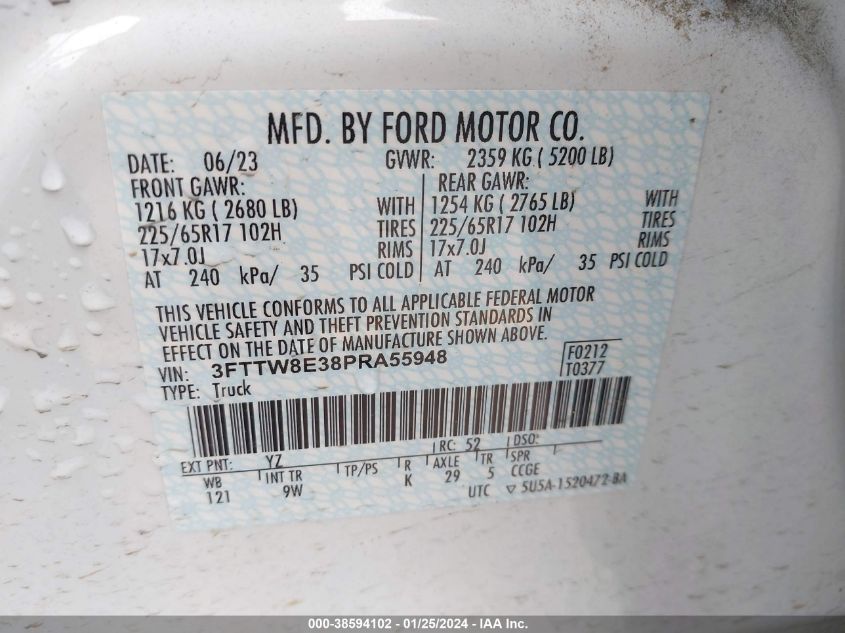 MFD. BY FORD MOTOR CO.
DATE: 06/23 GVWR: 2359 KG ( 5200 LB)
FRONT GAWR: REAR GAWR:
1216 KG ( 2680 LB) WITH 1254 KG ( 2765 LB) WITH
225/65R17 102H TIRES 225/65R17 102H TIRES
17x7.0J RIMS 17x7.0J RIMS
AT 240 kPa/ 35 PSI COLD AT 240 kPa/ 35 PSI COLD
THIS VEHICLE CONFORMS TO ALL APPLICABLE FEDERAL MOTOR
VEHICLE SAFETY AND THEFT PREVENTION STANDARDS IN
EFFECT ON THE DATE OF MANUFACTURE SHOWN ABOVE.
VIN: 3FTTW8E38PRA55948 F0212
TYPE: Truck T0377
EXT PNT: YZ RC: 52 DSO:
WB INT TR TP/PS R AXLE TR SPR
121 9W K 29 5 CCGE
UTC ▽ 5U5A-1520472-BA
000-38594102 - 01/25/2024 - IAA Inc.